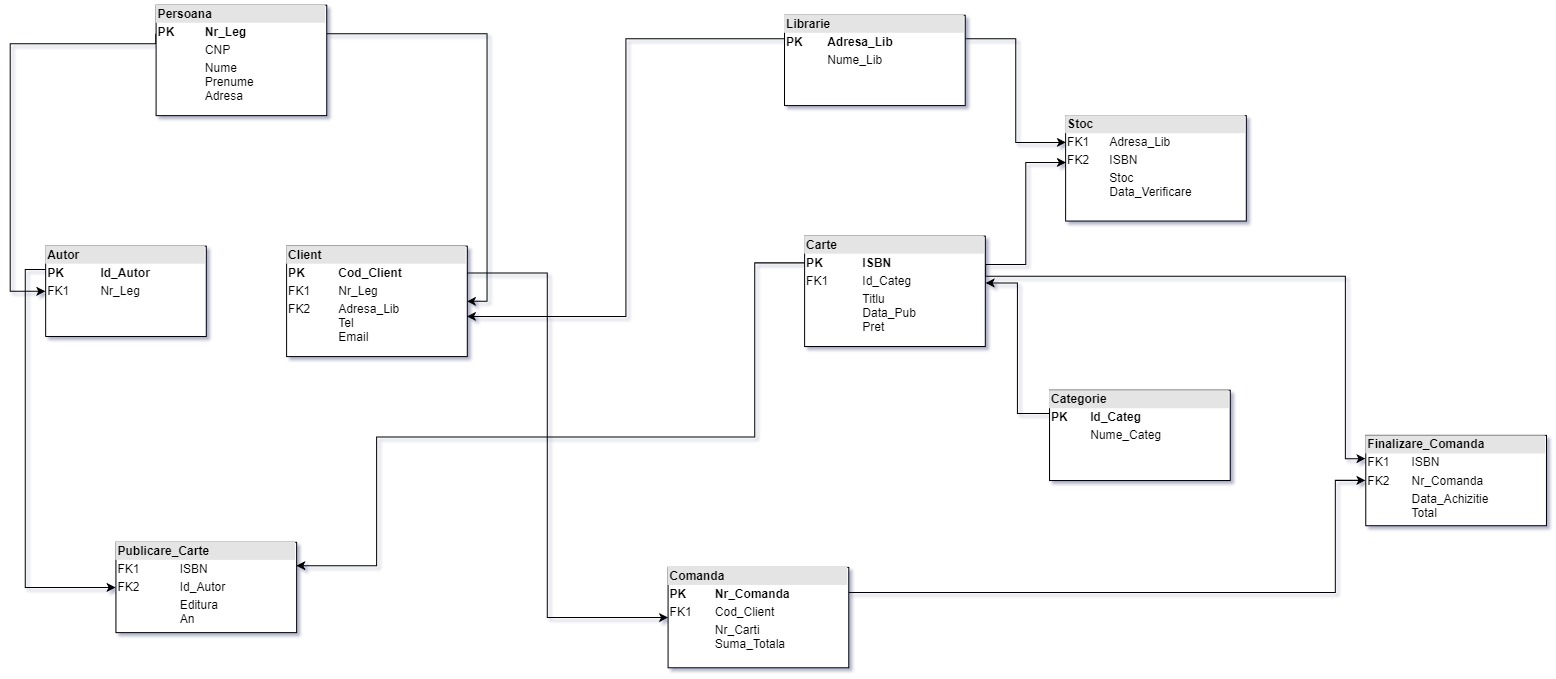 Persoana
PK Nr_Leg
CNP
Nume
Prenume
Adresa
Librarie
PK Adresa_Lib
Nume_Lib
Stoc
FK1 Adresa_Lib
FK2 ISBN
Stoc
Data_Verificare
Autor
PK Id_Autor
FK1 Nr_Leg
Client
PK Cod_Client
FK1 Nr_Leg
FK2 Adresa_Lib
Tel
Email
Carte
PK ISBN
FK1 Id_Categ
Titlu
Data_Pub
Pret
Categorie
PK Id_Categ
Nume_Categ
Finalizare_Comanda
FK1 ISBN
FK2 Nr_Comanda
Data_Achizitie
Total
Publicare_Carte
FK1 ISBN
FK2 Id_Autor
Editura
An
Comanda
PK Nr_Comanda
FK1 Cod_Client
Nr_Carti
Suma_Totala